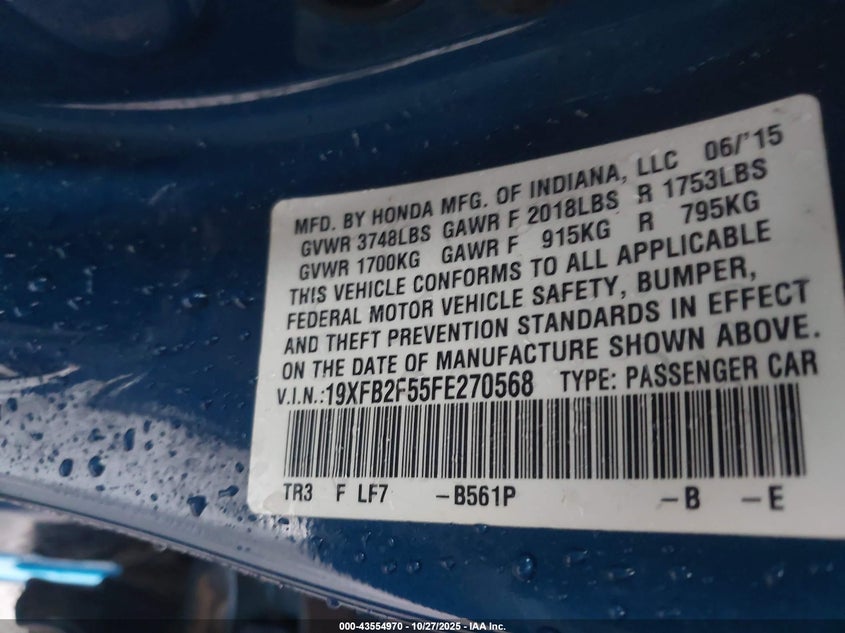 MFD. BY HONDA MFG. OF INDIANA, LLC 06/'15
GVWR 3748LBS GAWR F 2018LBS R 1753LBS
GVWR 1700KG GAWR F 915KG R 795KG
THIS VEHICLE CONFORMS TO ALL APPLICABLE
FEDERAL MOTOR VEHICLE SAFETY, BUMPER,
AND THEFT PREVENTION STANDARDS IN EFFECT
ON THE DATE OF MANUFACTURE SHOWN ABOVE.
V.I.N.:19XFB2F55FE270568 TYPE: PASSENGER CAR
TR3 F LF7 -B561P -B -E
000-43554970 | 10/27/2025 - IAA Inc.